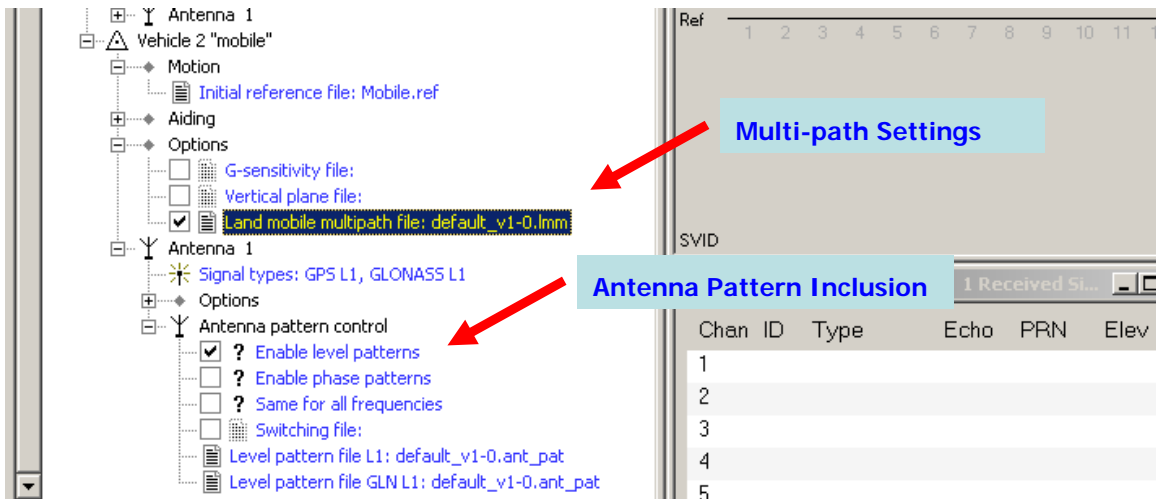 Antenna 1
Vehicle 2 "mobile"
Motion
Initial reference file: Mobile.ref
Aiding
Options
G-sensitivity file:
Vertical plane file:
Land mobile multipath file: default_v1-0.lmm
Antenna 1
Signal types: GPS L1, GLONASS L1
Options
Antenna pattern control
? Enable level patterns
? Enable phase patterns
? Same for all frequencies
Switching file:
Level pattern file L1: default_v1-0.ant_pat
Level pattern file GLN L1: default_v1-0.ant_pat
Multi-path Settings
Antenna Pattern Inclusion
Ref
1 2 3 4 5 6 7 8 9 10 11
SVID
1 Received Si...
Chan ID Type Echo PRN Elev
1
2
3
4
5